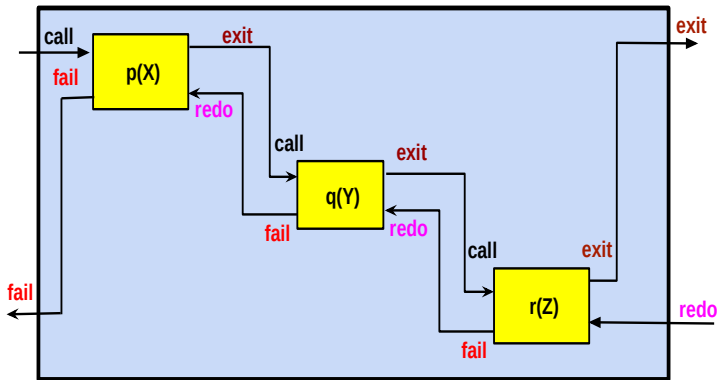 call
exit
exit
fail
p(X)
redo
call
exit
q(Y)
fail
redo
call
exit
fail
r(Z)
redo
fail